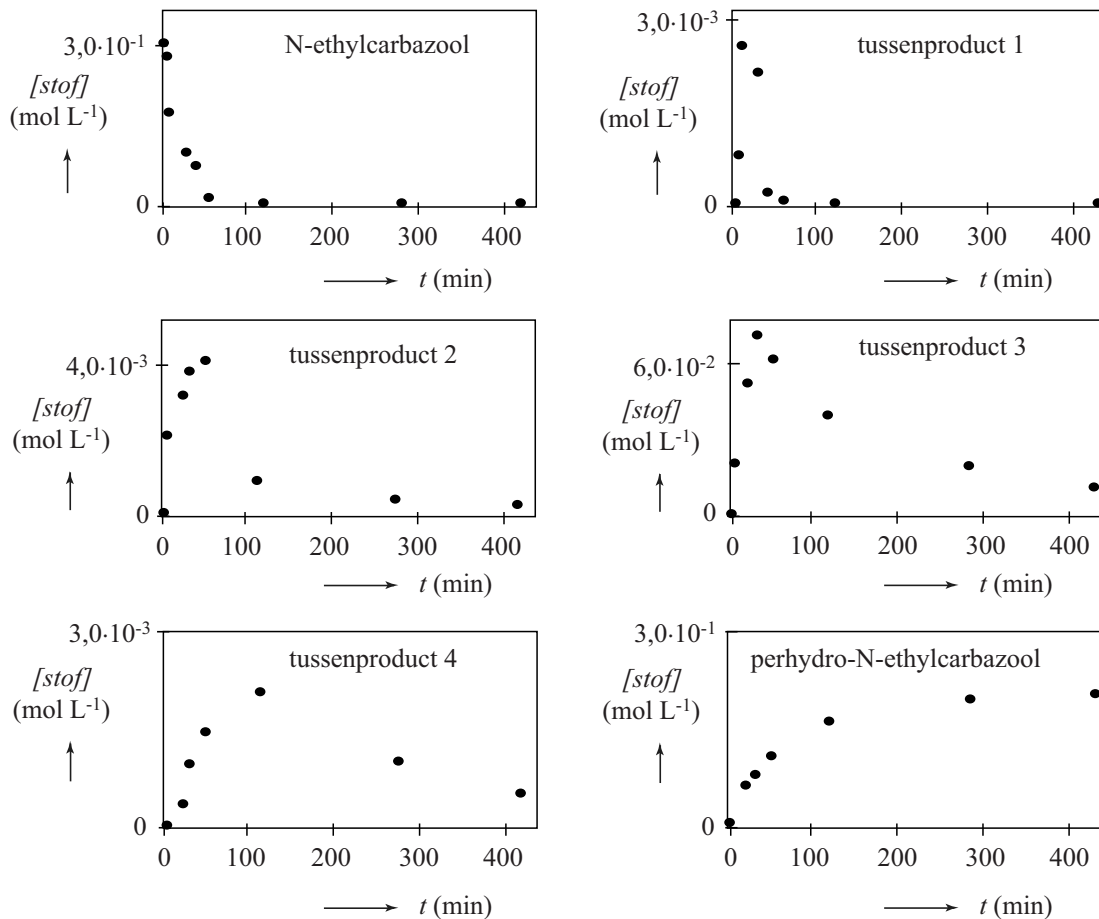 N-ethylcarbazool
3,0·10⁻¹
[stof]
(mol L⁻¹)
0
0 100 200 300 400
t (min)
tussenproduct 1
3,0·10⁻³
[stof]
(mol L⁻¹)
0
0 100 200 300 400
t (min)
tussenproduct 2
4,0·10⁻³
[stof]
(mol L⁻¹)
0
0 100 200 300 400
t (min)
tussenproduct 3
6,0·10⁻²
[stof]
(mol L⁻¹)
0
0 100 200 300 400
t (min)
3,0·10⁻³
tussenproduct 4
[stof]
(mol L⁻¹)
0
0 100 200 300 400
t (min)
3,0·10⁻¹
perhydro-N-ethylcarbazool
[stof]
(mol L⁻¹)
0
0 100 200 300 400
t (min)